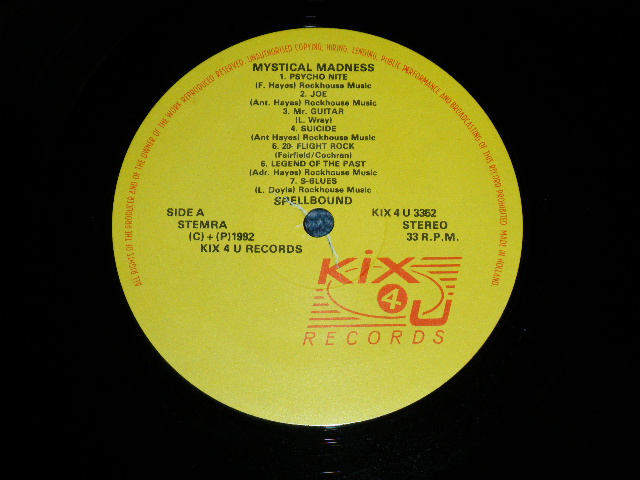 ALL RIGHTS OF THE PRODUCER AND OF THE OWNER OF THE WORK REPRODUCED RESERVED. UNAUTHORISED COPYING, HIRING, LENDING, PUBLIC PERFORMANCE AND BROADCASTING OF THIS RECORD PROHIBITED. MADE IN HOLLAND.
MYSTICAL MADNESS
1. PSYCHO NITE
(F. Hayes) Rockhouse Music
2. JOE
(Ant. Hayes) Rockhouse Music
3. Mr. GUITAR
(L. Wray)
4. SUICIDE
(Ant Hayes) Rockhouse Music
5. 20- FLIGHT ROCK
(Fairfield/Cochran)
6. LEGEND OF THE PAST
(Adr. Hayes) Rockhouse Music
7. S-BLUES
(L. Doyle) Rockhouse Music
SPELLBOUND
SIDE A
STEMRA
(C) + (P)1992
KIX 4 U RECORDS
KIX 4 U 3352
STEREO
33 R.P.M.
KiX
4
U
RECORDS